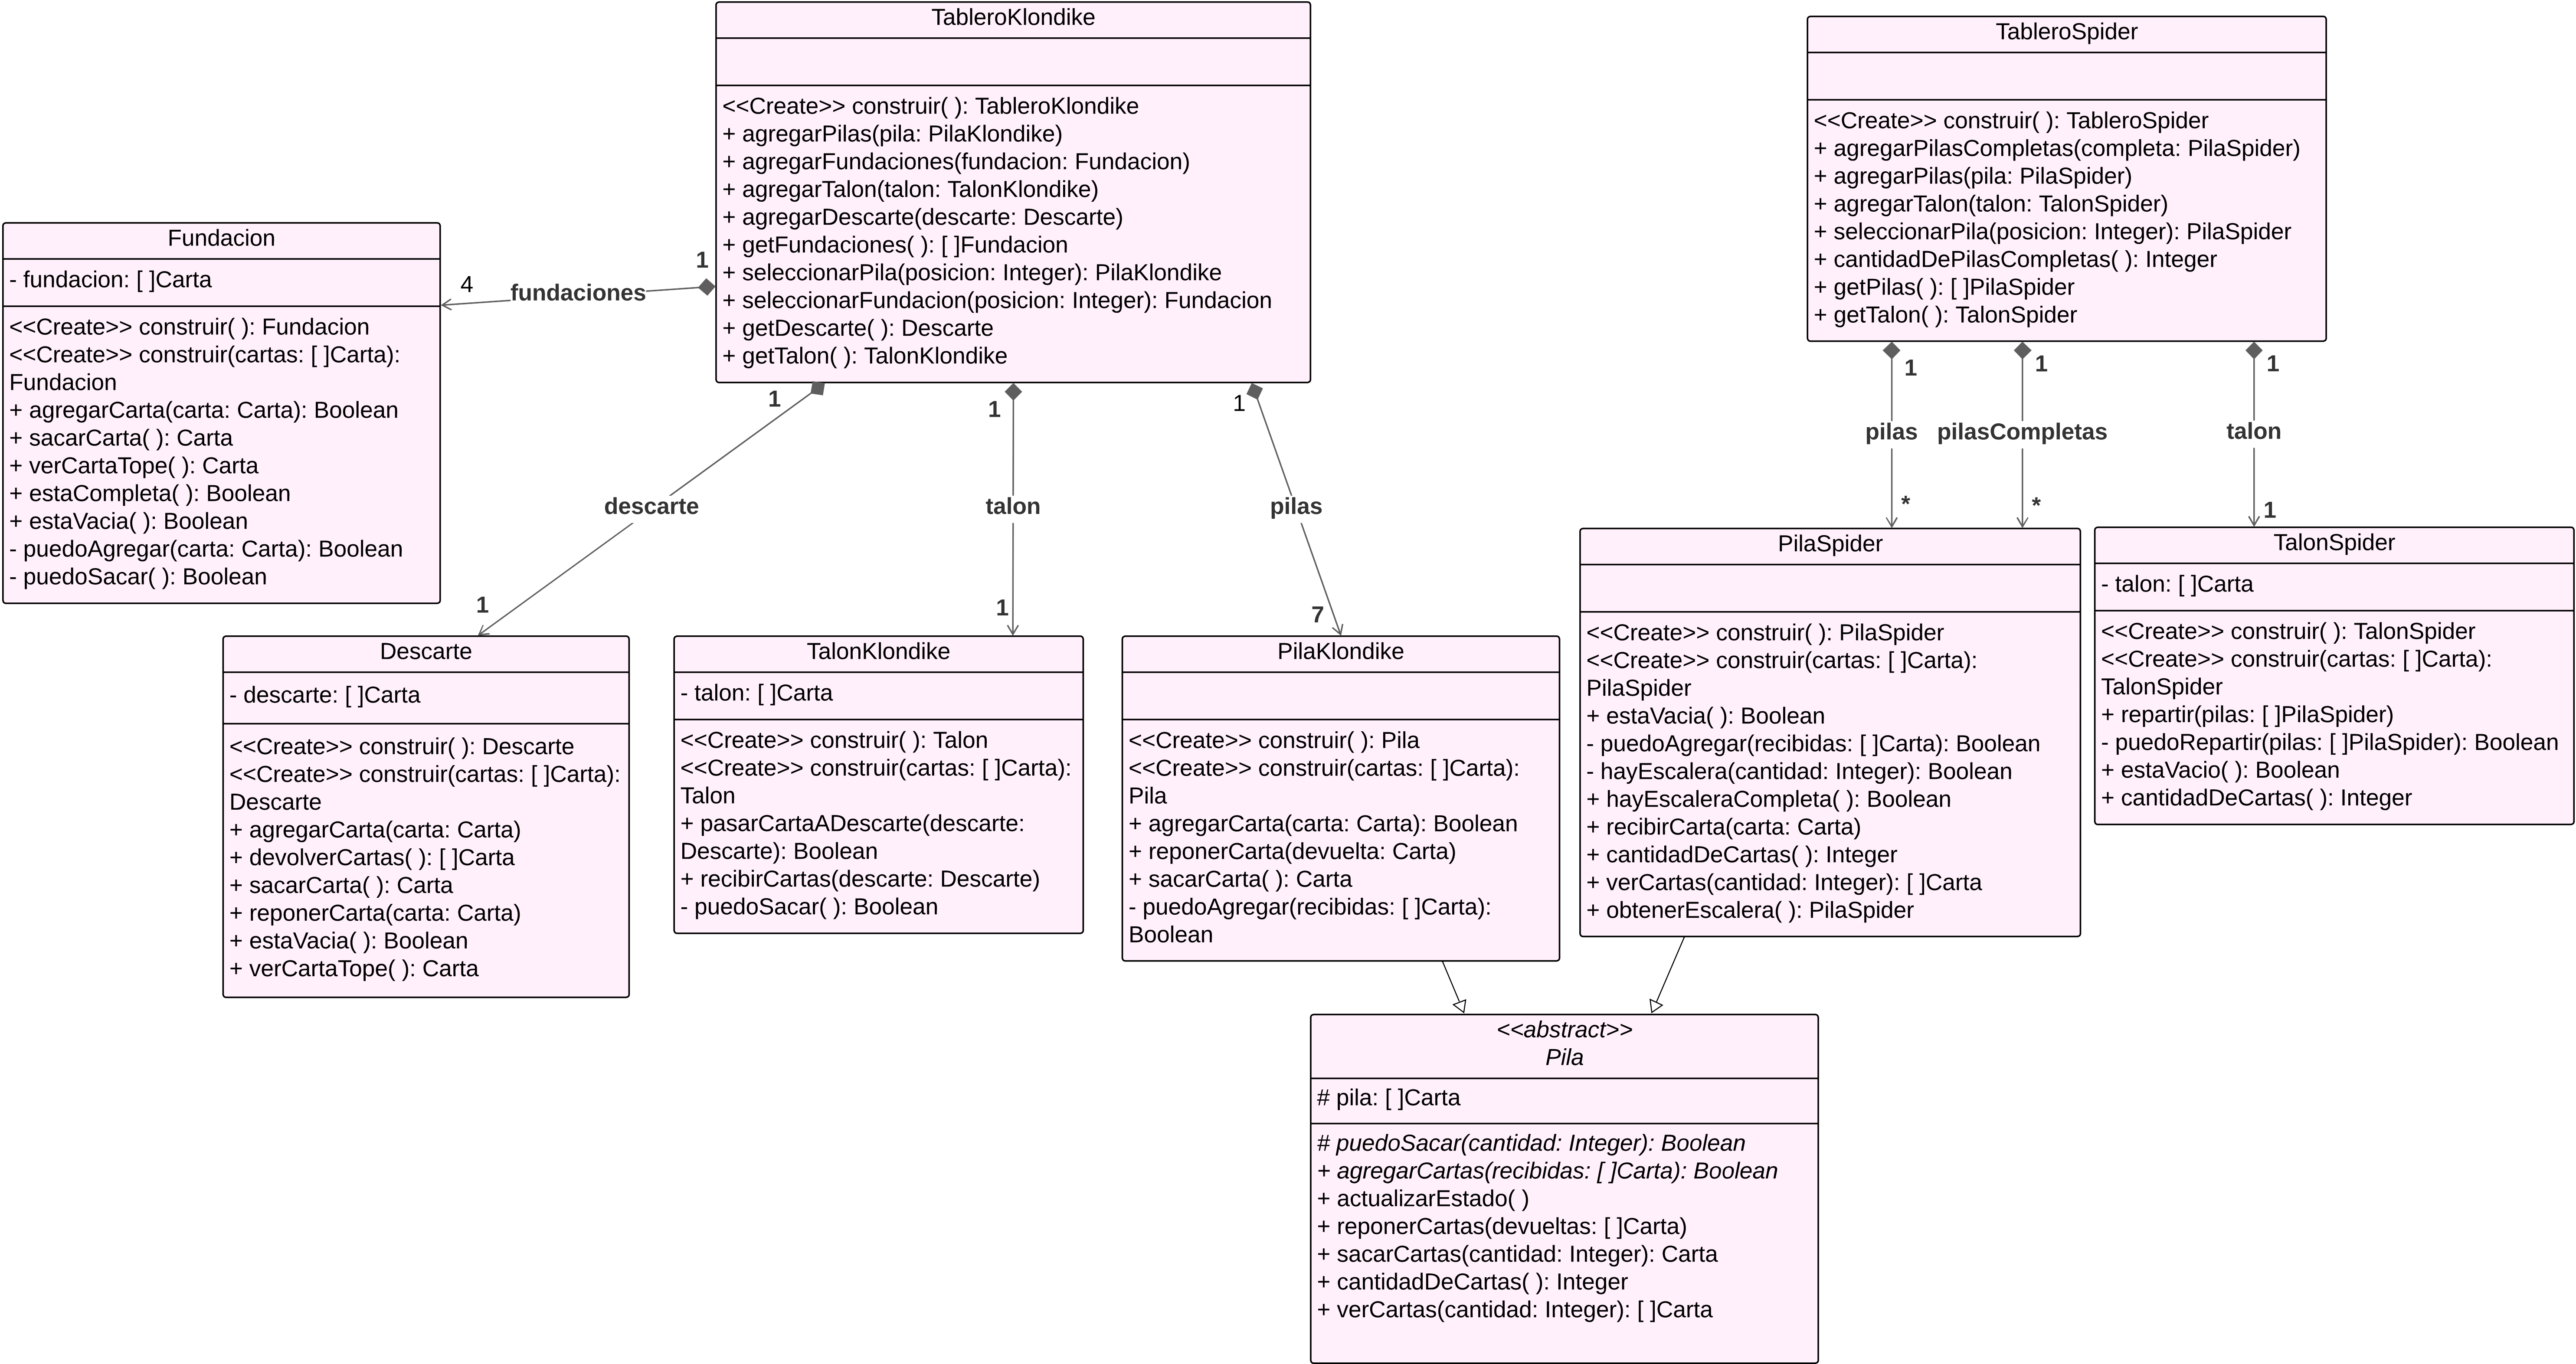 TableroKlondike
<<Create>> construir( ): TableroKlondike
+ agregarPilas(pila: PilaKlondike)
+ agregarFundaciones(fundacion: Fundacion)
+ agregarTalon(talon: TalonKlondike)
+ agregarDescarte(descarte: Descarte)
+ getFundaciones( ): [ ]Fundacion
+ seleccionarPila(posicion: Integer): PilaKlondike
+ seleccionarFundacion(posicion: Integer): Fundacion
+ getDescarte( ): Descarte
+ getTalon( ): TalonKlondike
TableroSpider
<<Create>> construir( ): TableroSpider
+ agregarPilasCompletas(completa: PilaSpider)
+ agregarPilas(pila: PilaSpider)
+ agregarTalon(talon: TalonSpider)
+ seleccionarPila(posicion: Integer): PilaSpider
+ cantidadDePilasCompletas( ): Integer
+ getPilas( ): [ ]PilaSpider
+ getTalon( ): TalonSpider
Fundacion
- fundacion: [ ]Carta
<<Create>> construir( ): Fundacion
<<Create>> construir(cartas: [ ]Carta):
Fundacion
+ agregarCarta(carta: Carta): Boolean
+ sacarCarta( ): Carta
+ verCartaTope( ): Carta
+ estaCompleta( ): Boolean
+ estaVacia( ): Boolean
- puedoAgregar(carta: Carta): Boolean
- puedoSacar( ): Boolean
4
fundaciones
1
1
descarte
1
1
talon
1
1
pilas
7
1
pilas
*
1
pilasCompletas
*
1
talon
1
Descarte
- descarte: [ ]Carta
<<Create>> construir( ): Descarte
<<Create>> construir(cartas: [ ]Carta):
Descarte
+ agregarCarta(carta: Carta)
+ devolverCartas( ): [ ]Carta
+ sacarCarta( ): Carta
+ reponerCarta(carta: Carta)
+ estaVacia( ): Boolean
+ verCartaTope( ): Carta
TalonKlondike
- talon: [ ]Carta
<<Create>> construir( ): Talon
<<Create>> construir(cartas: [ ]Carta):
Talon
+ pasarCartaADescarte(descarte:
Descarte): Boolean
+ recibirCartas(descarte: Descarte)
- puedoSacar( ): Boolean
PilaKlondike
<<Create>> construir( ): Pila
<<Create>> construir(cartas: [ ]Carta):
Pila
+ agregarCarta(carta: Carta): Boolean
+ reponerCarta(devuelta: Carta)
+ sacarCarta( ): Carta
- puedoAgregar(recibidas: [ ]Carta):
Boolean
PilaSpider
<<Create>> construir( ): PilaSpider
<<Create>> construir(cartas: [ ]Carta):
PilaSpider
+ estaVacia( ): Boolean
- puedoAgregar(recibidas: [ ]Carta): Boolean
- hayEscalera(cantidad: Integer): Boolean
+ hayEscaleraCompleta( ): Boolean
+ recibirCarta(carta: Carta)
+ cantidadDeCartas( ): Integer
+ verCartas(cantidad: Integer): [ ]Carta
+ obtenerEscalera( ): PilaSpider
TalonSpider
- talon: [ ]Carta
<<Create>> construir( ): TalonSpider
<<Create>> construir(cartas: [ ]Carta):
TalonSpider
+ repartir(pilas: [ ]PilaSpider)
- puedoRepartir(pilas: [ ]PilaSpider): Boolean
+ estaVacio( ): Boolean
+ cantidadDeCartas( ): Integer
<<abstract>>
Pila
# pila: [ ]Carta
# puedoSacar(cantidad: Integer): Boolean
+ agregarCartas(recibidas: [ ]Carta): Boolean
+ actualizarEstado( )
+ reponerCartas(devueltas: [ ]Carta)
+ sacarCartas(cantidad: Integer): Carta
+ cantidadDeCartas( ): Integer
+ verCartas(cantidad: Integer): [ ]Carta